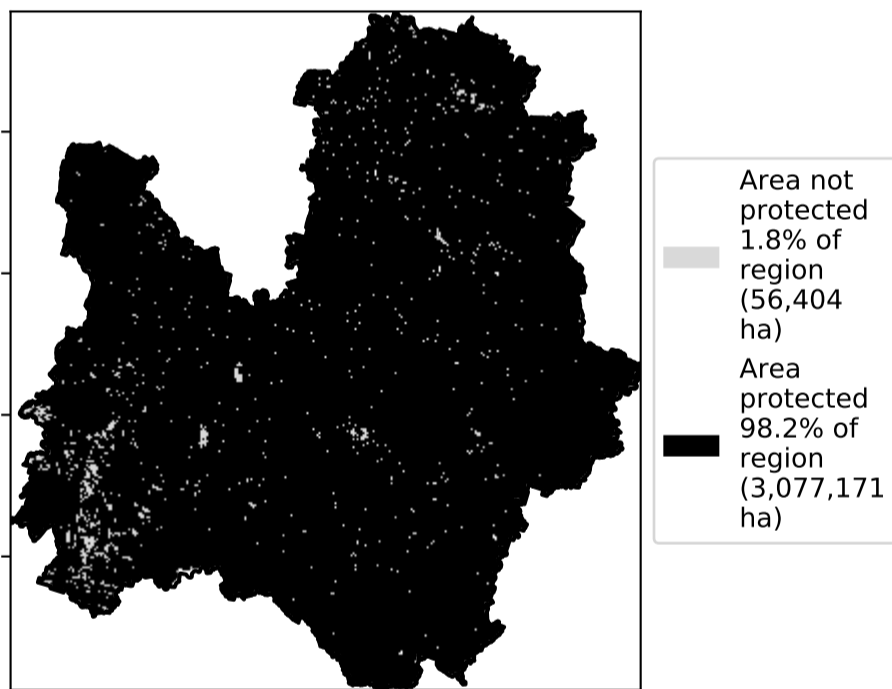 Area not
protected
1.8% of
region
(56,404
ha)
Area
protected
98.2% of
region
(3,077,171
ha)